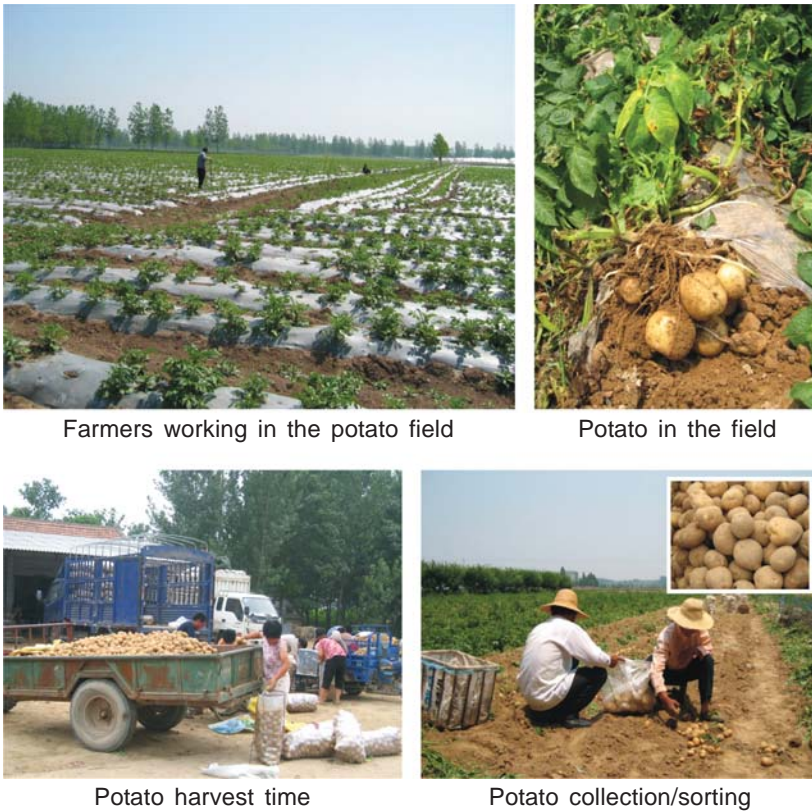 Farmers working in the potato field
Potato in the field
Potato harvest time
Potato collection/sorting